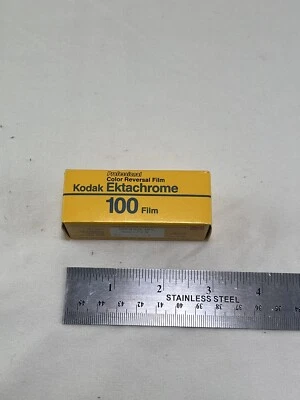 Professional
Color Reversal Film
Kodak Ektachrome
100 Film
1 2 3 4
STAINLESS STEEL